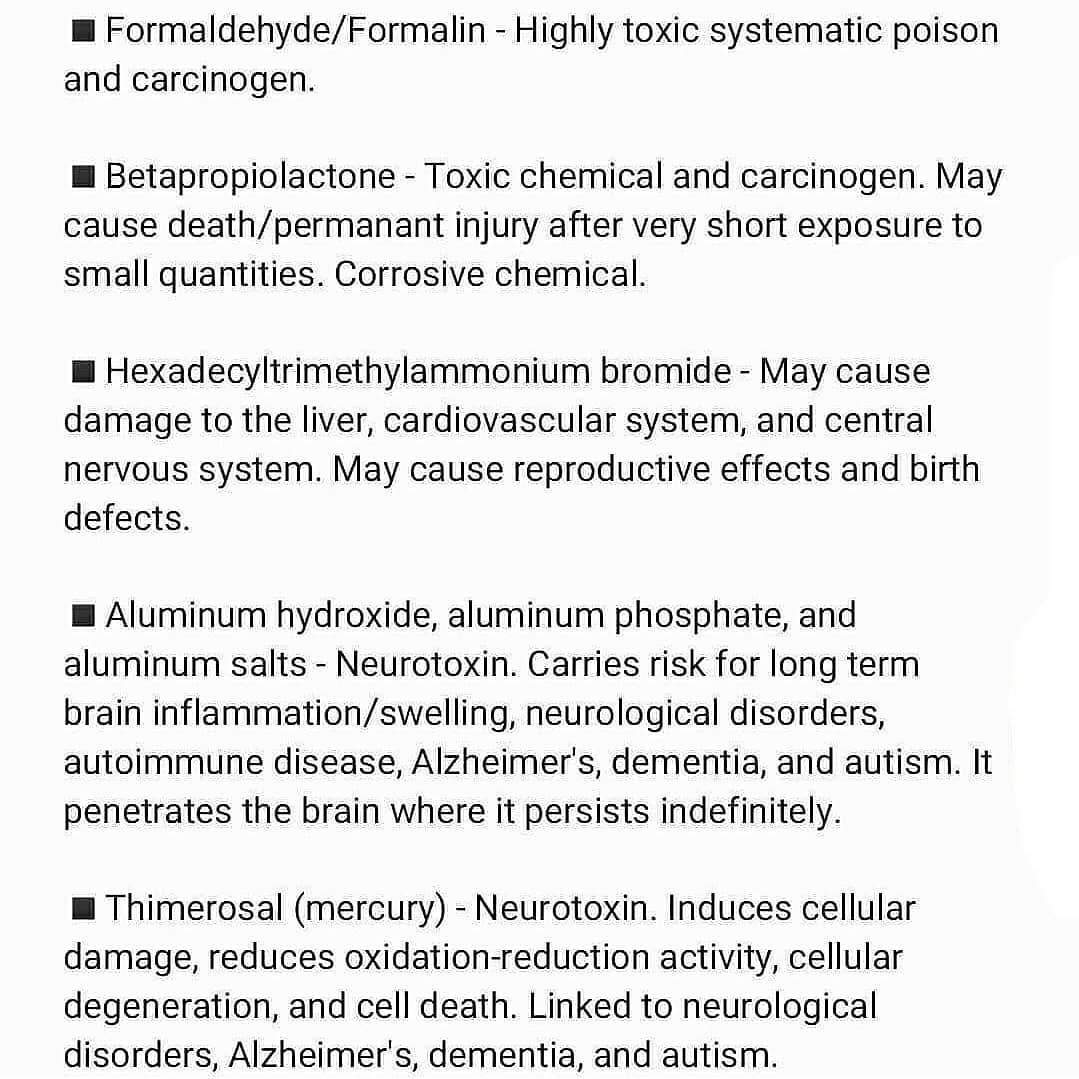 ◾Formaldehyde/Formalin - Highly toxic systematic poison
and carcinogen.
◾Betapropiolactone - Toxic chemical and carcinogen. May
cause death/permanant injury after very short exposure to
small quantities. Corrosive chemical.
◾Hexadecyltrimethylammonium bromide - May cause
damage to the liver, cardiovascular system, and central
nervous system. May cause reproductive effects and birth
defects.
◾Aluminum hydroxide, aluminum phosphate, and
aluminum salts - Neurotoxin. Carries risk for long term
brain inflammation/swelling, neurological disorders,
autoimmune disease, Alzheimer's, dementia, and autism. It
penetrates the brain where it persists indefinitely.
◾Thimerosal (mercury) - Neurotoxin. Induces cellular
damage, reduces oxidation-reduction activity, cellular
degeneration, and cell death. Linked to neurological
disorders, Alzheimer's, dementia, and autism.